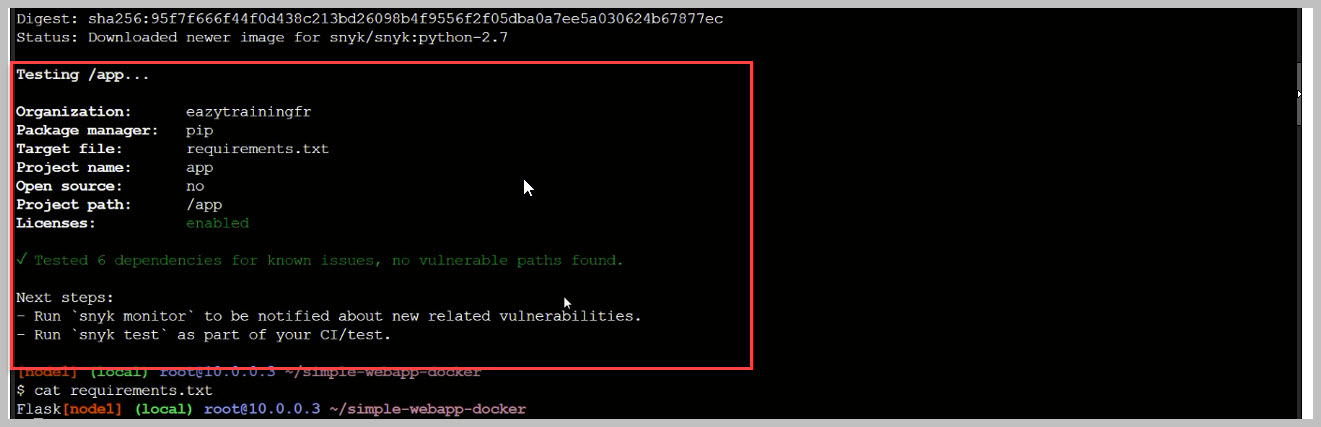 Digest: sha256:95f7f666f44f0d438c213bd26098b4f9556f2f05dba0a7ee5a030624b67877ec
Status: Downloaded newer image for snyk/snyk:python-2.7
Testing /app...
Organization: eazytrainingfr
Package manager: pip
Target file: requirements.txt
Project name: app
Open source: no
Project path: /app
Licenses: enabled
✓ Tested 6 dependencies for known issues, no vulnerable paths found.
Next steps:
- Run `snyk monitor` to be notified about new related vulnerabilities.
- Run `snyk test` as part of your CI/test.
[node1] (local) root@10.0.0.3 ~/simple-webapp-docker
$ cat requirements.txt
Flask[node1] (local) root@10.0.0.3 ~/simple-webapp-docker